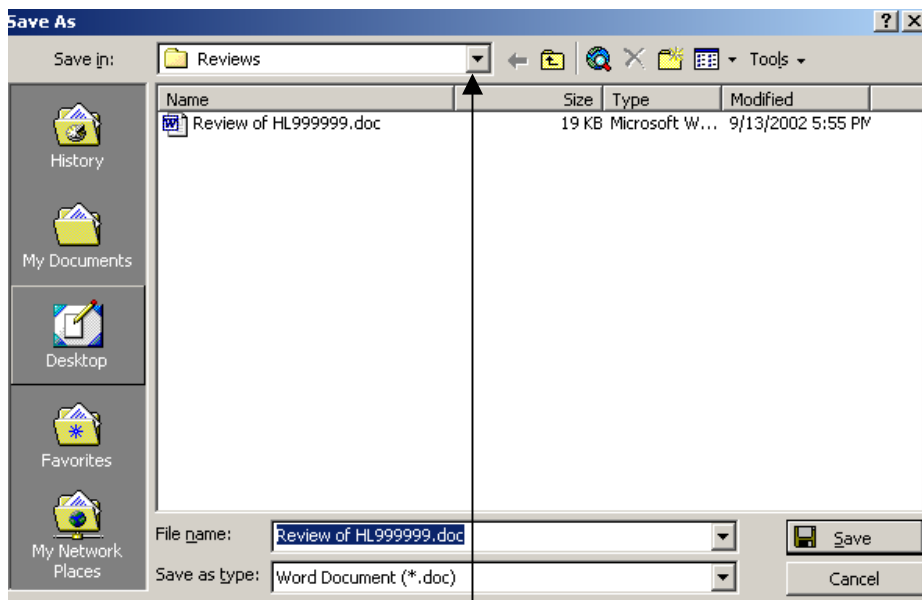 Save As
Save in: Reviews Tools
Name Size Type Modified
Review of HL999999.doc 19 KB Microsoft W... 9/13/2002 5:55 PM
History
My Documents
Desktop
Favorites
My Network
Places
File name: Review of HL999999.doc Save
Save as type: Word Document (*.doc) Cancel